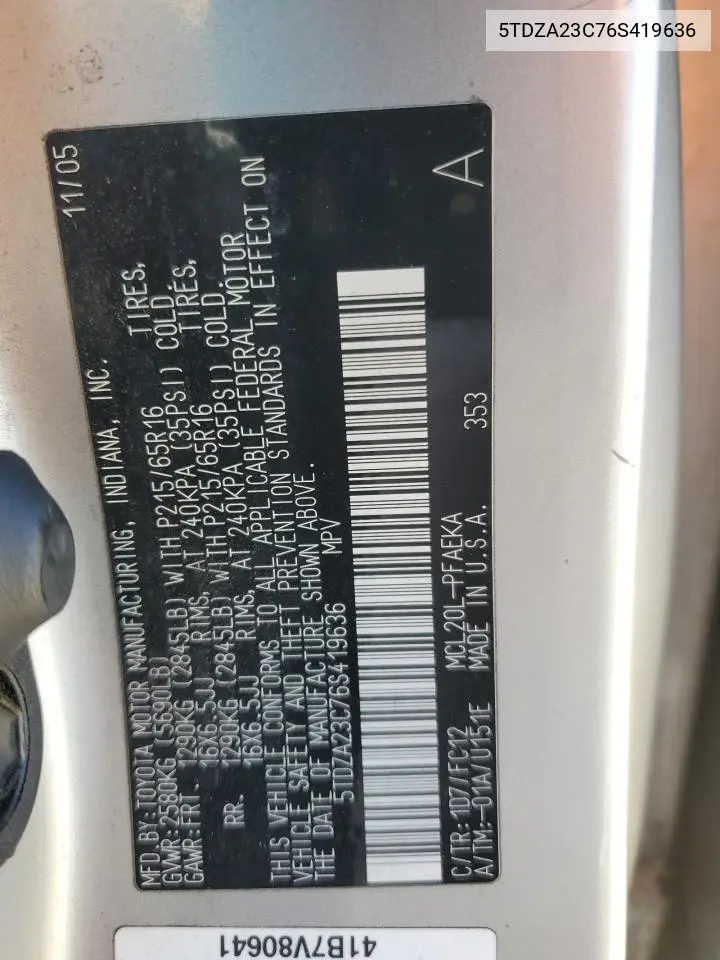 5TDZA23C76S419636
MFD.BY:TOYOTA MOTOR MANUFACTURING, INDIANA, INC. 11/05
GVWR:2580KG (5690LB)
GAWR:FRT. 1290KG (2845LB) WITH P215/65R16 TIRES,
16X6.5JJ RIMS, AT 240KPA (35PSI) COLD.
RR. 1290KG (2845LB) WITH P215/65R16 TIRES,
16X6.5JJ RIMS, AT 240KPA (35PSI) COLD.
THIS VEHICLE CONFORMS TO ALL APPLICABLE FEDERAL MOTOR
VEHICLE SAFETY AND THEFT PREVENTION STANDARDS IN EFFECT ON
THE DATE OF MANUFACTURE SHOWN ABOVE.
5TDZA23C76S419636 MPV
C/TR:1D7/FC12 MCL20L-PFAEKA 353 A
A/TM:-01A/U151E MADE IN U.S.A.
41B7V80641